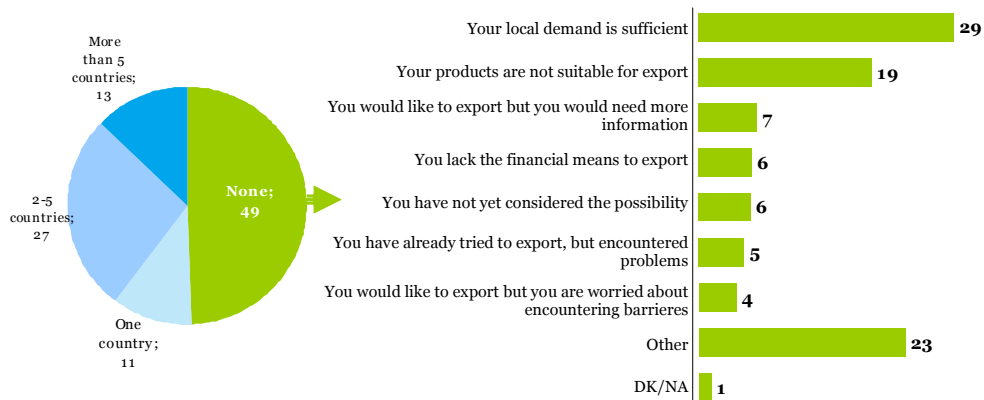 More
than 5
countries;
13
2-5
countries;
27
One
country;
11
None;
49
Your local demand is sufficient
29
Your products are not suitable for export
19
You would like to export but you would need more
information
7
You lack the financial means to export
6
You have not yet considered the possibility
6
You have already tried to export, but encountered
problems
5
You would like to export but you are worried about
encountering barrieres
4
Other
23
DK/NA
1